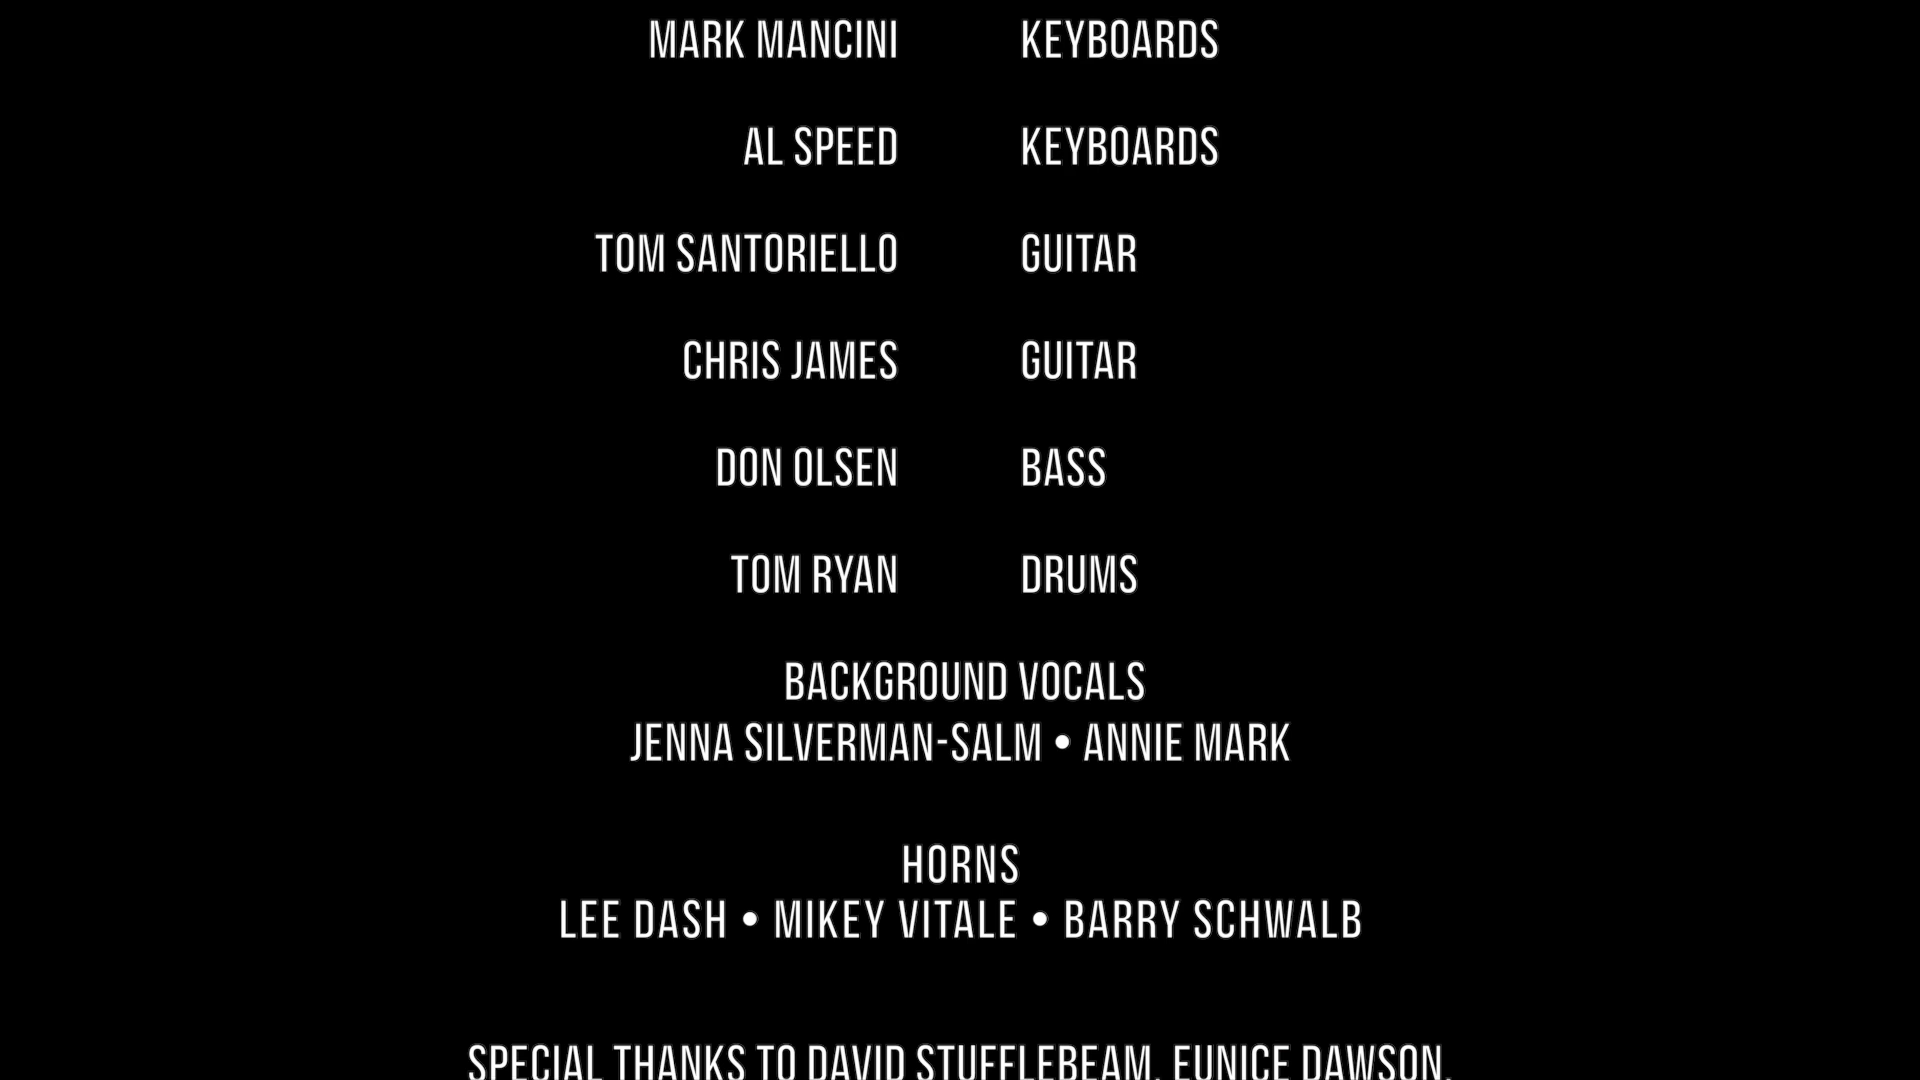 MARK MANCINI KEYBOARDS
AL SPEED KEYBOARDS
TOM SANTORIELLO GUITAR
CHRIS JAMES GUITAR
DON OLSEN BASS
TOM RYAN DRUMS
BACKGROUND VOCALS
JENNA SILVERMAN-SALM • ANNIE MARK
HORNS
LEE DASH • MIKEY VITALE • BARRY SCHWALB
SPECIAL THANKS TO DAVID STUFFLEBEAM, EUNICE DAWSON,